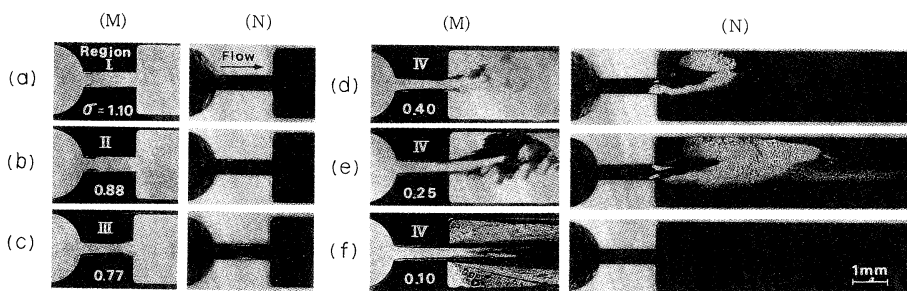 (M) (N) (M) (N)
(a) Region I σ=1.10 Flow (d) IV 0.40
(b) II 0.88 (e) IV 0.25
(c) III 0.77 (f) IV 0.10 1mm